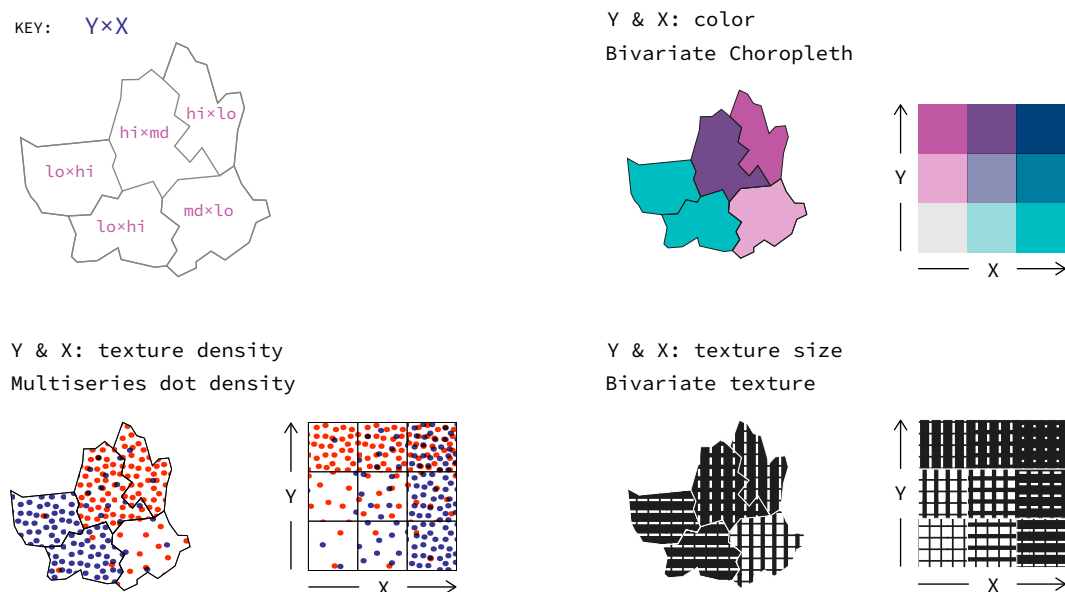 KEY: Y×X
hi×lo
hi×md
lo×hi
md×lo
lo×hi
Y & X: color
Bivariate Choropleth
Y
X
Y & X: texture density
Multiseries dot density
Y
X
Y & X: texture size
Bivariate texture
Y
X